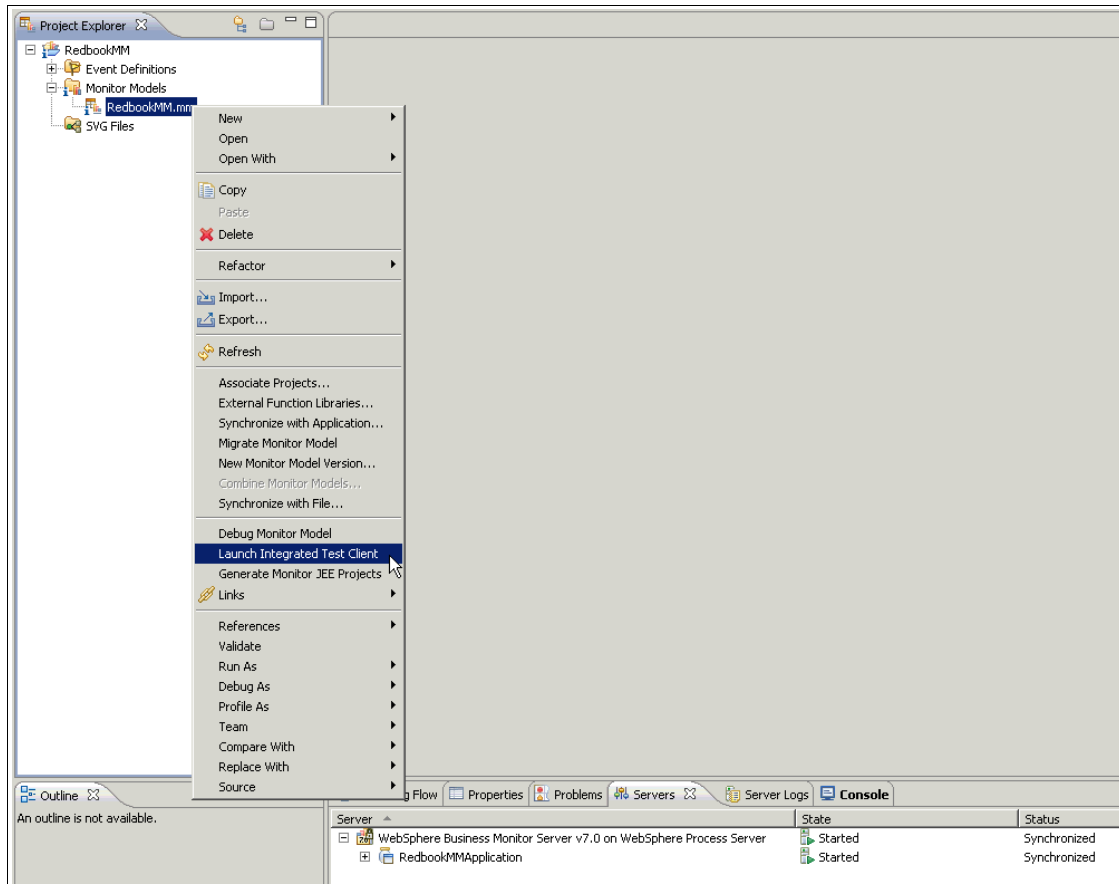 Project Explorer
RedbookMM
Event Definitions
Monitor Models
RedbookMM.mm
SVG Files
New
Open
Open With
Copy
Paste
Delete
Refactor
Import...
Export...
Refresh
Associate Projects...
External Function Libraries...
Synchronize with Application...
Migrate Monitor Model
New Monitor Model Version...
Combine Monitor Models...
Synchronize with File...
Debug Monitor Model
Launch Integrated Test Client
Generate Monitor JEE Projects
Links
References
Validate
Run As
Debug As
Profile As
Team
Compare With
Replace With
Source
Outline
An outline is not available.
g Flow Properties Problems Servers Server Logs Console
Server State Status
WebSphere Business Monitor Server v7.0 on WebSphere Process Server Started Synchronized
RedbookMMApplication Started Synchronized